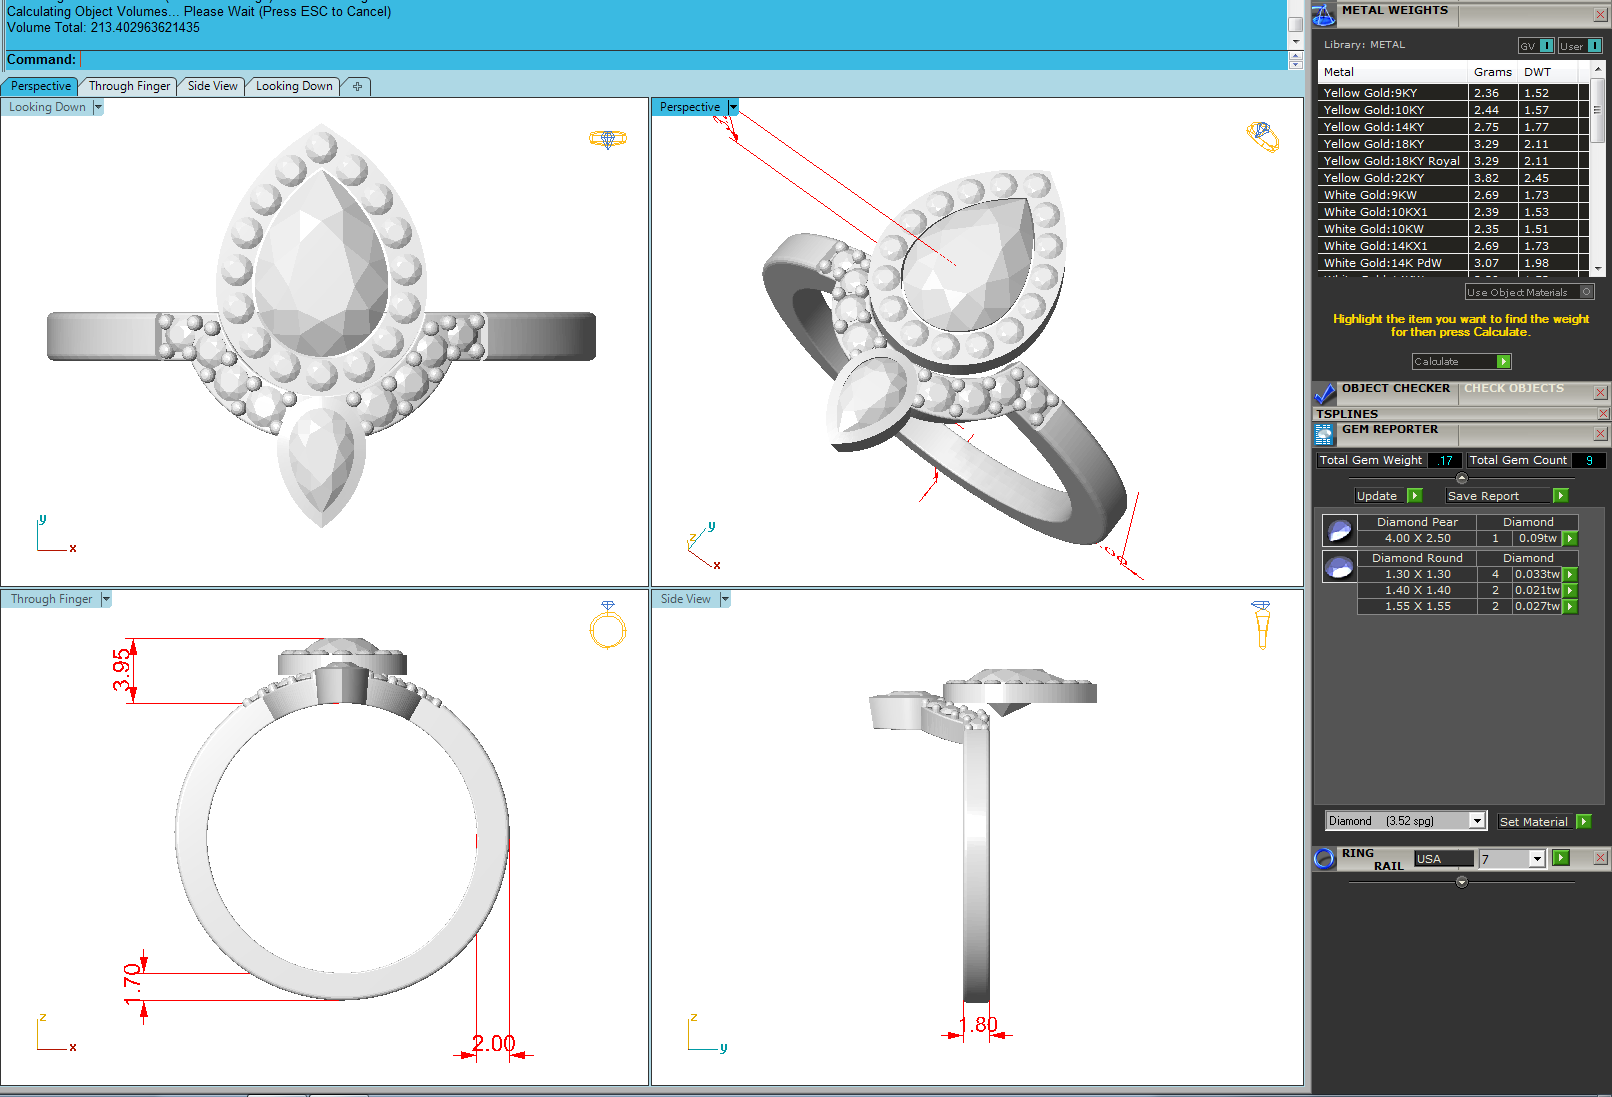 Calculating Object Volumes... Please Wait (Press ESC to Cancel)
Volume Total: 213.402963621435
Command:
Perspective Through Finger Side View Looking Down
Looking Down
y
x
Perspective
z y
x
Through Finger
3.95
1.70
2.00
z
x
Side View
1.80
z
y
METAL WEIGHTS
Library: METAL GV User
Metal Grams DWT
Yellow Gold:9KY 2.36 1.52
Yellow Gold:10KY 2.44 1.57
Yellow Gold:14KY 2.75 1.77
Yellow Gold:18KY 3.29 2.11
Yellow Gold:18KY Royal 3.29 2.11
Yellow Gold:22KY 3.82 2.45
White Gold:9KW 2.69 1.73
White Gold:10KX1 2.39 1.53
White Gold:10KW 2.35 1.51
White Gold:14KX1 2.69 1.73
White Gold:14K PdW 3.07 1.98
Use Object Materials
Highlight the item you want to find the weight
for then press Calculate.
Calculate
OBJECT CHECKER CHECK OBJECTS
TSPLINES
GEM REPORTER
Total Gem Weight .17 Total Gem Count 9
Update Save Report
Diamond Pear Diamond
4.00 X 2.50 1 0.09tw
Diamond Round Diamond
1.30 X 1.30 4 0.033tw
1.40 X 1.40 2 0.021tw
1.55 X 1.55 2 0.027tw
Diamond (3.52 spg) Set Material
RING
RAIL USA 7